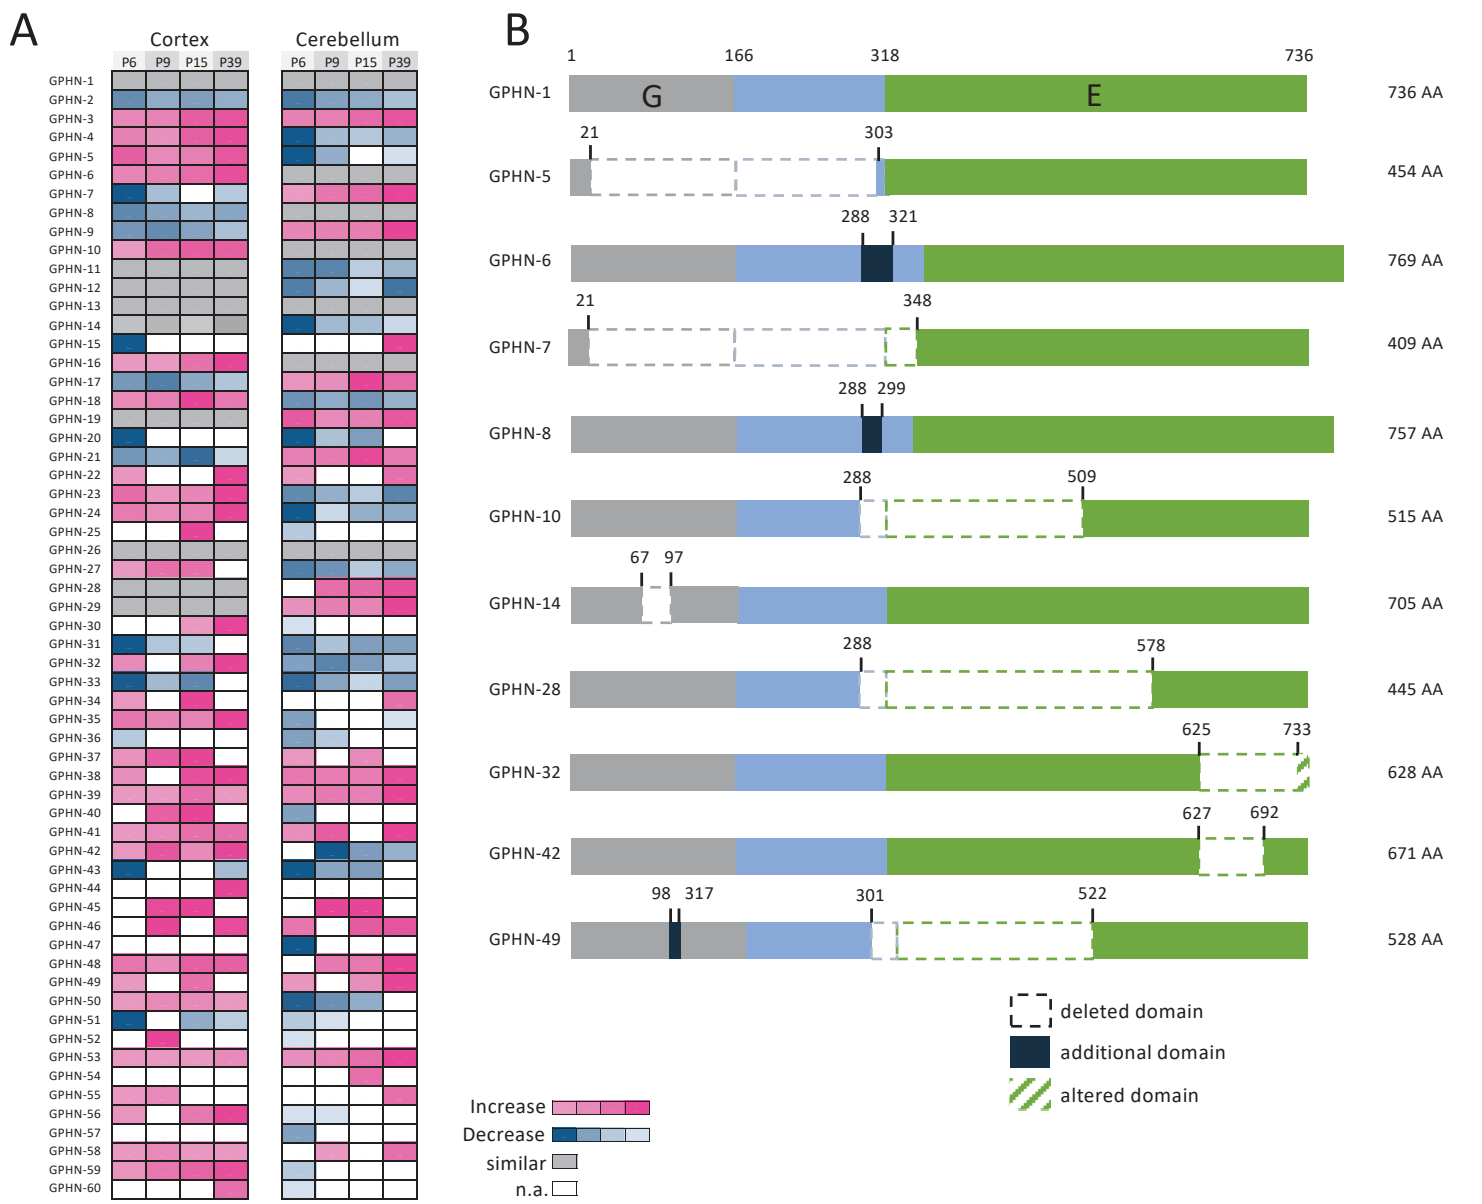 A
Cortex Cerebellum
P6 P9 P15 P39 P6 P9 P15 P39
GPHN-1
GPHN-2
GPHN-3
GPHN-4
GPHN-5
GPHN-6
GPHN-7
GPHN-8
GPHN-9
GPHN-10
GPHN-11
GPHN-12
GPHN-13
GPHN-14
GPHN-15
GPHN-16
GPHN-17
GPHN-18
GPHN-19
GPHN-20
GPHN-21
GPHN-22
GPHN-23
GPHN-24
GPHN-25
GPHN-26
GPHN-27
GPHN-28
GPHN-29
GPHN-30
GPHN-31
GPHN-32
GPHN-33
GPHN-34
GPHN-35
GPHN-36
GPHN-37
GPHN-38
GPHN-39
GPHN-40
GPHN-41
GPHN-42
GPHN-43
GPHN-44
GPHN-45
GPHN-46
GPHN-47
GPHN-48
GPHN-49
GPHN-50
GPHN-51
GPHN-52
GPHN-53
GPHN-54
GPHN-55
GPHN-56
GPHN-57
GPHN-58
GPHN-59
GPHN-60
Increase
Decrease
similar
n.a.
B
1 166 318 736
GPHN-1 G E 736 AA
21 303
GPHN-5 454 AA
288 321
GPHN-6 769 AA
21 348
GPHN-7 409 AA
288 299
GPHN-8 757 AA
288 509
GPHN-10 515 AA
67 97
GPHN-14 705 AA
288 578
GPHN-28 445 AA
625 733
GPHN-32 628 AA
627 692
GPHN-42 671 AA
98 317 301 522
GPHN-49 528 AA
deleted domain
additional domain
altered domain